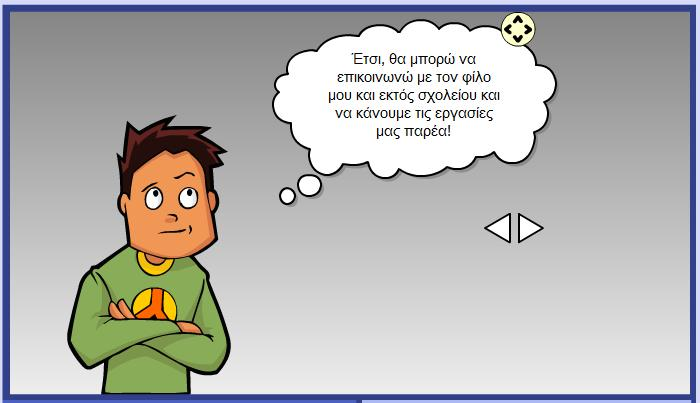 Έτσι, θα μπορώ να
επικοινωνώ με τον φίλο
μου και εκτός σχολείου και
να κάνουμε τις εργασίες
μας παρέα!